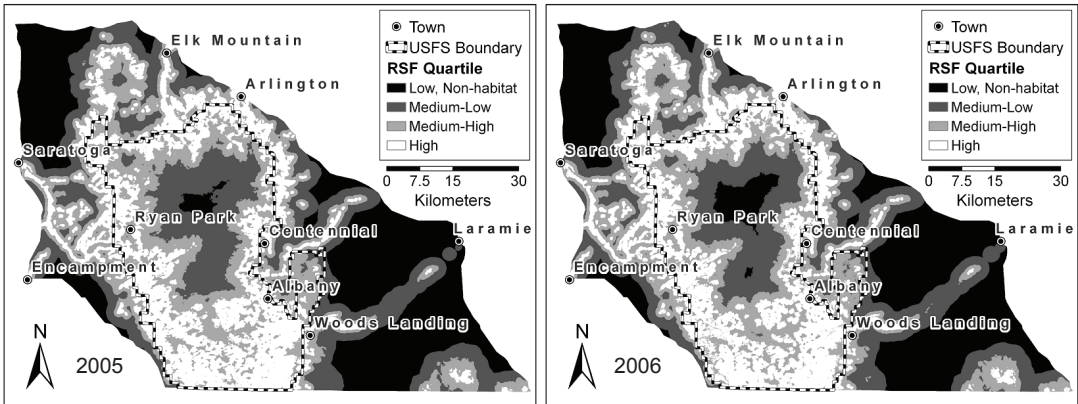 Town
USFS Boundary
RSF Quartile
Low, Non-habitat
Medium-Low
Medium-High
High
0 7.5 15 30
Kilometers
Elk Mountain
Arlington
Saratoga
Ryan Park
Centennial
Laramie
Encampment
Albany
Woods Landing
N
2005
Town
USFS Boundary
RSF Quartile
Low, Non-habitat
Medium-Low
Medium-High
High
0 7.5 15 30
Kilometers
Elk Mountain
Arlington
Saratoga
Ryan Park
Centennial
Laramie
Encampment
Albany
Woods Landing
N
2006